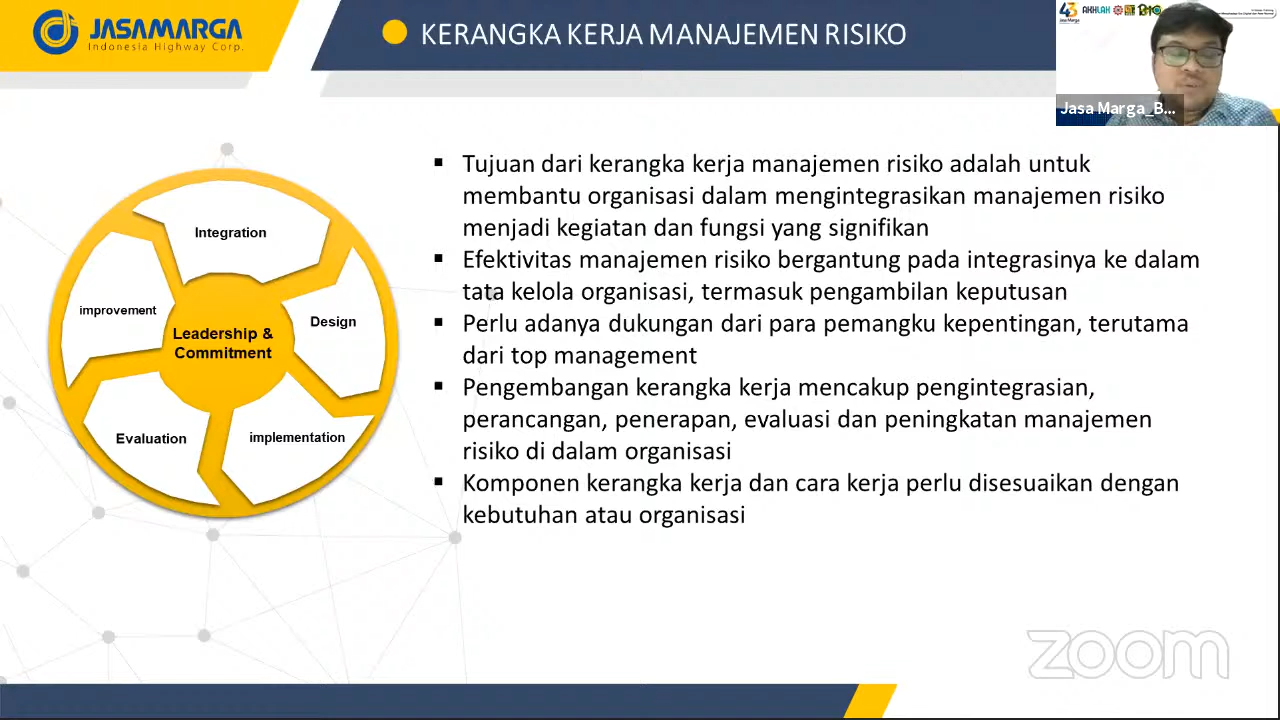 JASAMARGA
Indonesia Highway Corp.
KERANGKA KERJA MANAJEMEN RISIKO
43
AKHLAK
Jasa Marga_B...
Integration
improvement
Leadership &
Commitment
Design
Evaluation
implementation
▪ Tujuan dari kerangka kerja manajemen risiko adalah untuk
membantu organisasi dalam mengintegrasikan manajemen risiko
menjadi kegiatan dan fungsi yang signifikan
▪ Efektivitas manajemen risiko bergantung pada integrasinya ke dalam
tata kelola organisasi, termasuk pengambilan keputusan
▪ Perlu adanya dukungan dari para pemangku kepentingan, terutama
dari top management
▪ Pengembangan kerangka kerja mencakup pengintegrasian,
perancangan, penerapan, evaluasi dan peningkatan manajemen
risiko di dalam organisasi
▪ Komponen kerangka kerja dan cara kerja perlu disesuaikan dengan
kebutuhan atau organisasi
zoom